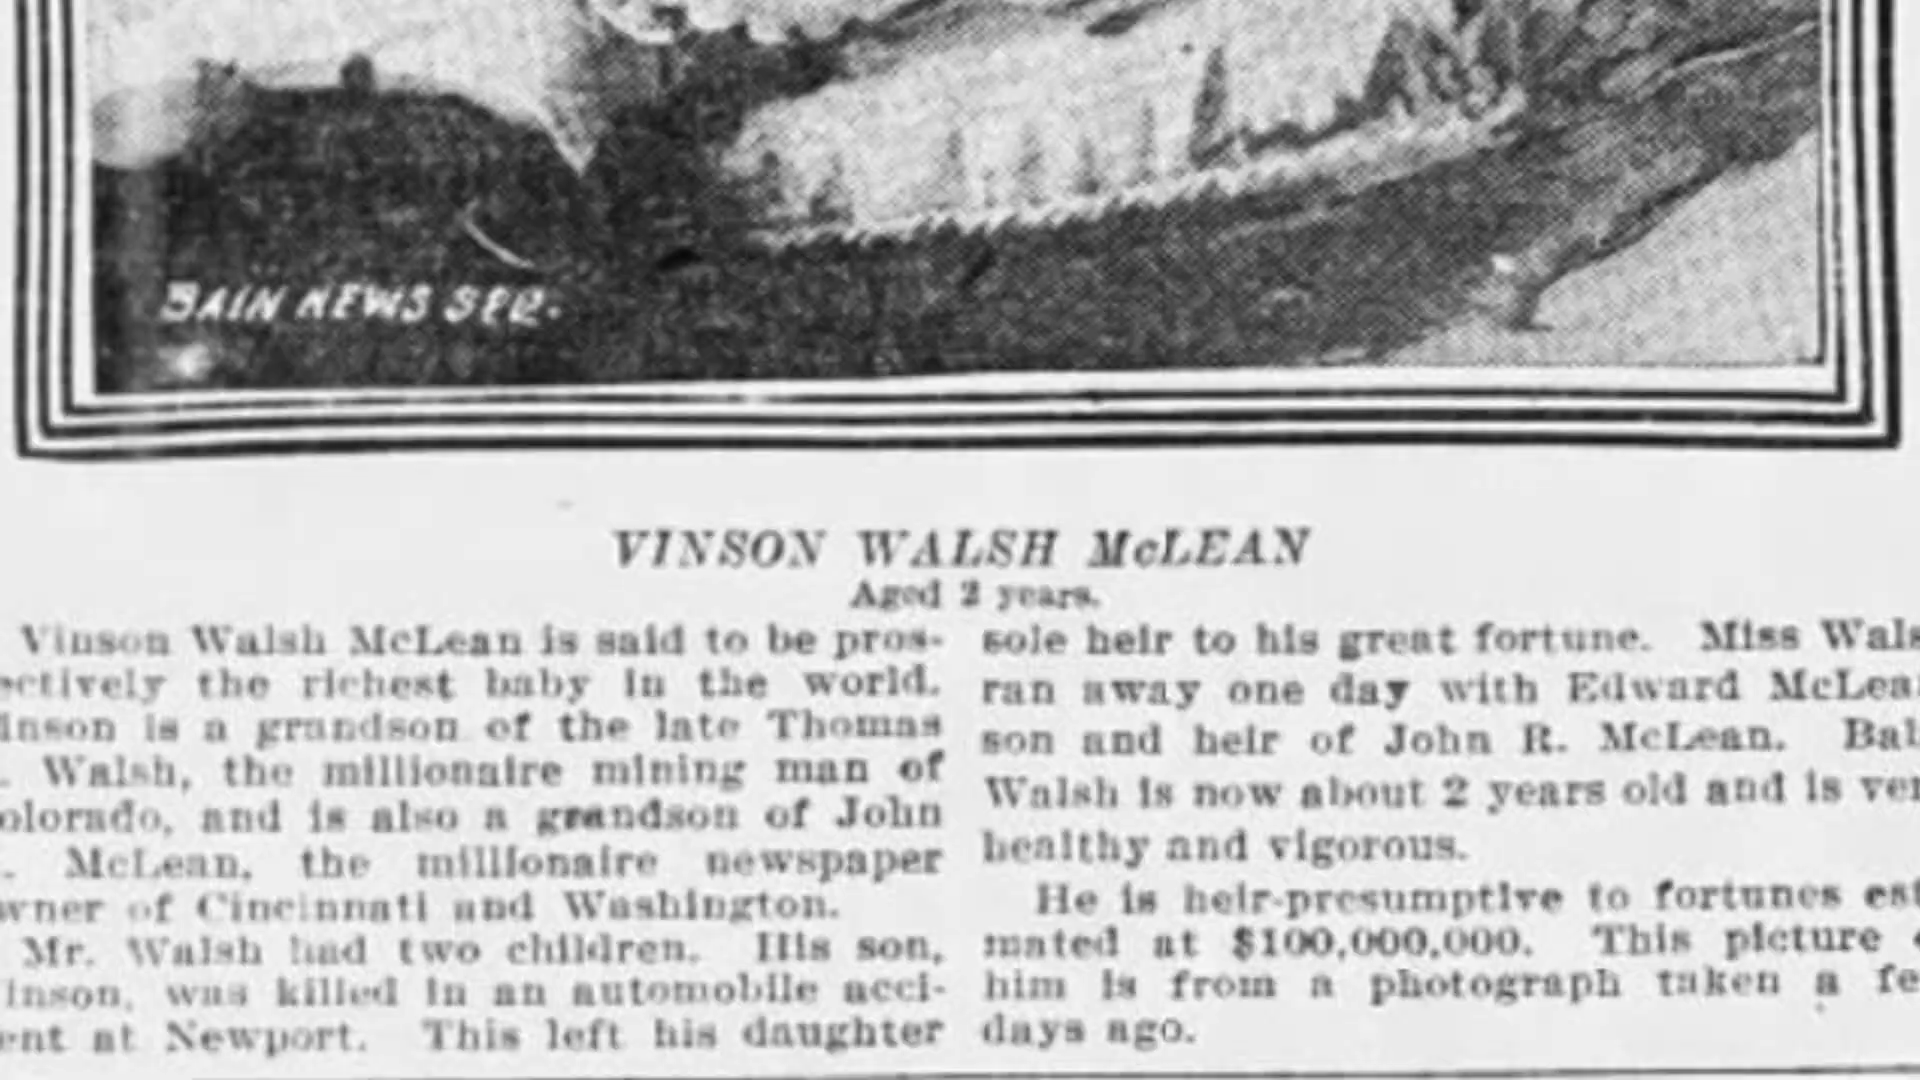 BAIN NEWS SER.
VINSON WALSH McLEAN
Aged 2 years.
Vinson Walsh McLean is said to be pros-
ectively the richest baby in the world.
inson is a grandson of the late Thomas
. Walsh, the millionaire mining man of
olorado, and is also a grandson of John
. McLean, the millionaire newspaper
wner of Cincinnati and Washington.
Mr. Walsh had two children. His son,
inson, was killed in an automobile acci-
ent at Newport. This left his daughter
sole heir to his great fortune. Miss Wals
ran away one day with Edward McLea
son and heir of John R. McLean. Bab
Walsh is now about 2 years old and is ver
healthy and vigorous.
He is heir-presumptive to fortunes esti
mated at $100,000,000. This picture
him is from a photograph taken a fe
days ago.